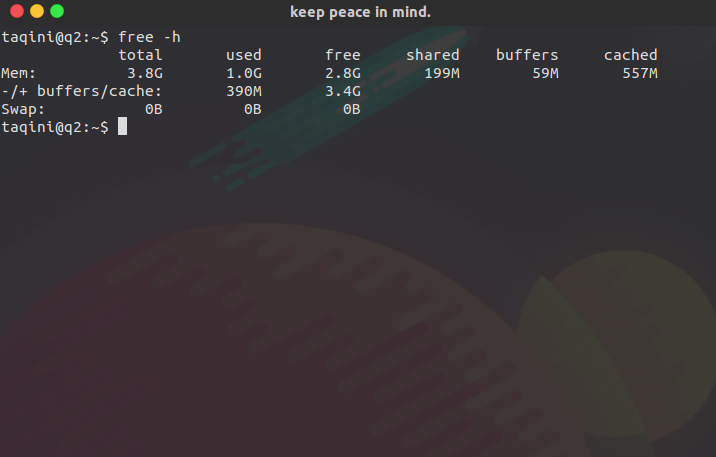 keep peace in mind.
taqini@q2:~$ free -h
             total       used       free     shared    buffers     cached
Mem:          3.8G       1.0G       2.8G       199M        59M       557M
-/+ buffers/cache:       390M       3.4G
Swap:           0B         0B         0B
taqini@q2:~$